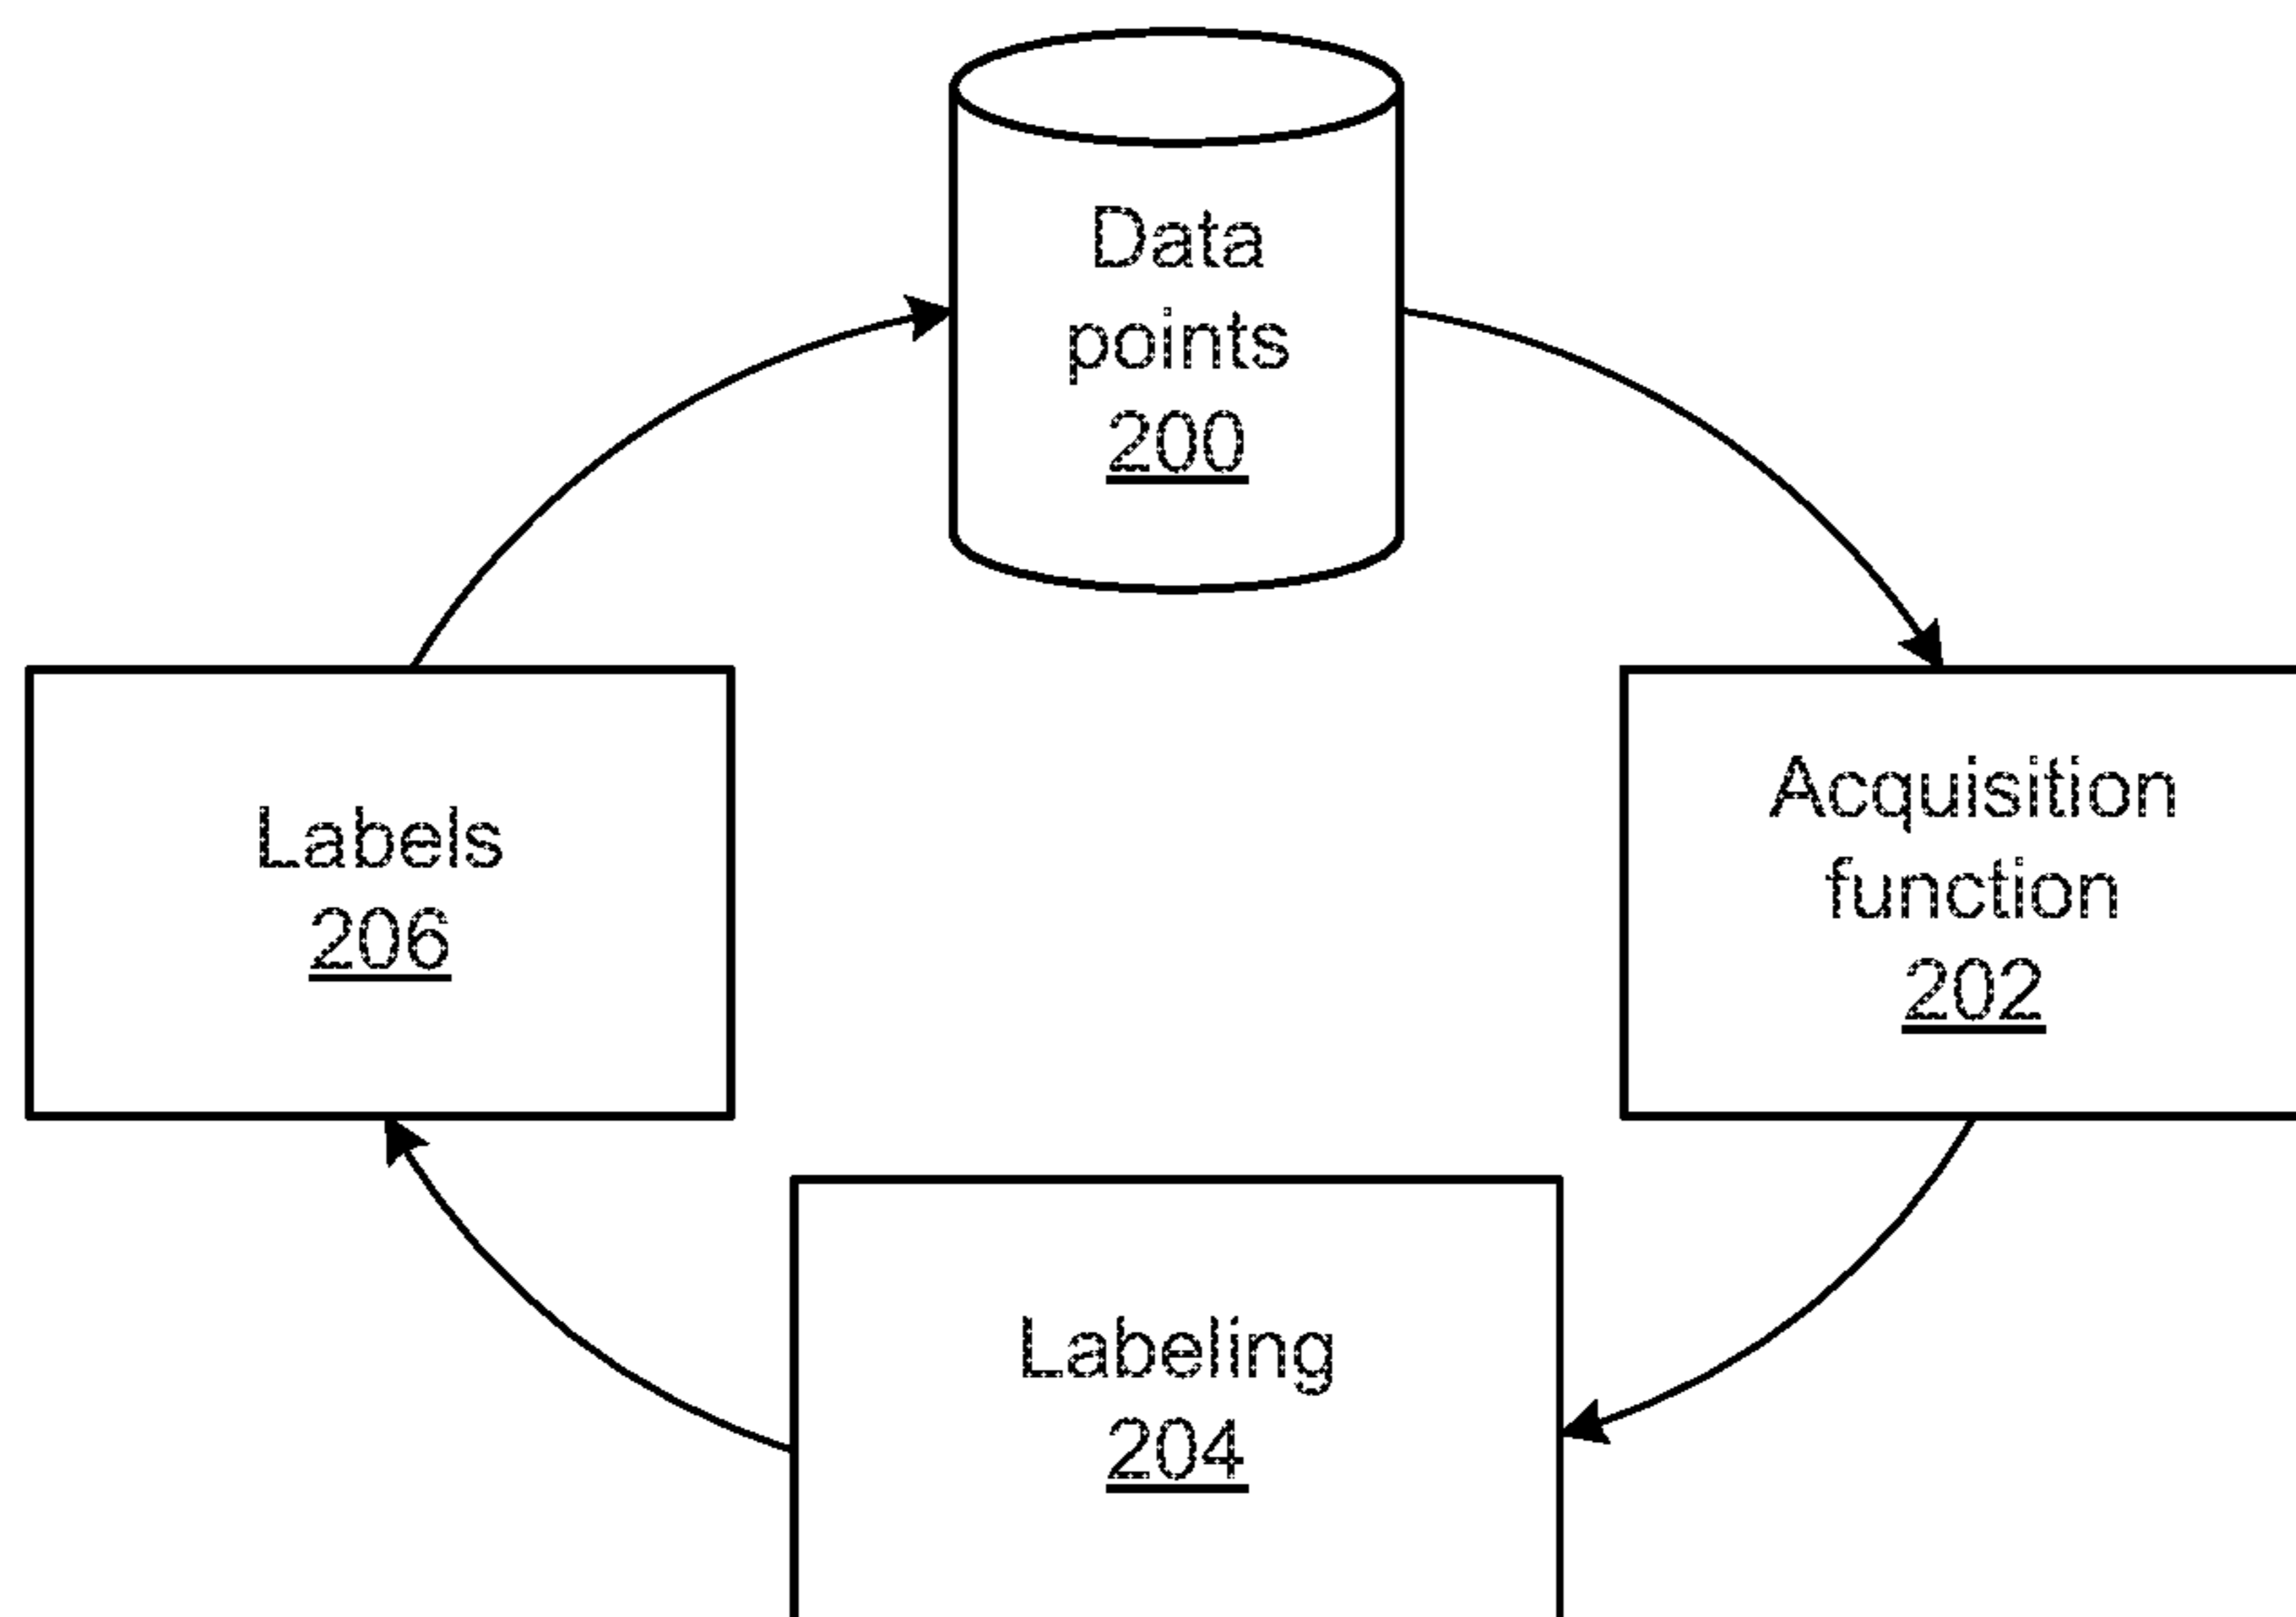 Data
points
200
Labels
206
Acquisition
function
202
Labeling
204